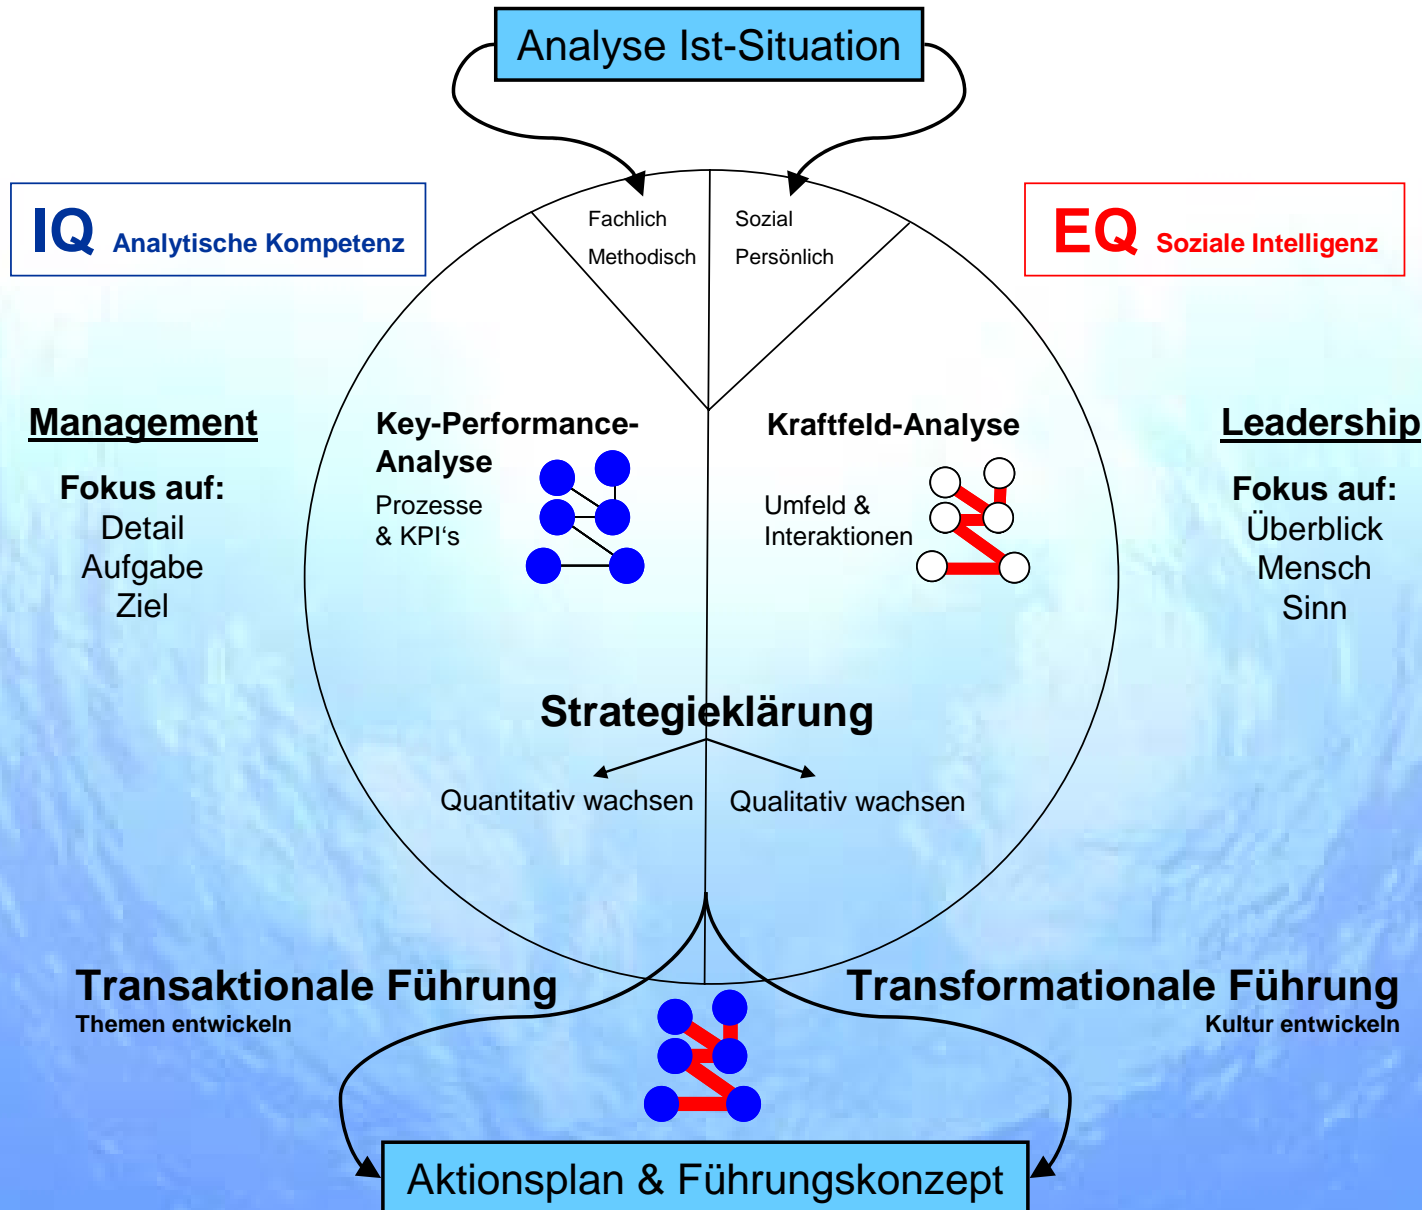 Analyse Ist-Situation
IQ Analytische Kompetenz
Fachlich
Methodisch
Sozial
Persönlich
EQ Soziale Intelligenz
Management
Fokus auf:
Detail
Aufgabe
Ziel
Key-Performance-
Analyse
Prozesse
& KPI‘s
Kraftfeld-Analyse
Umfeld &
Interaktionen
Leadership
Fokus auf:
Überblick
Mensch
Sinn
Strategieklärung
Quantitativ wachsen
Qualitativ wachsen
Transaktionale Führung
Themen entwickeln
Transformationale Führung
Kultur entwickeln
Aktionsplan & Führungskonzept